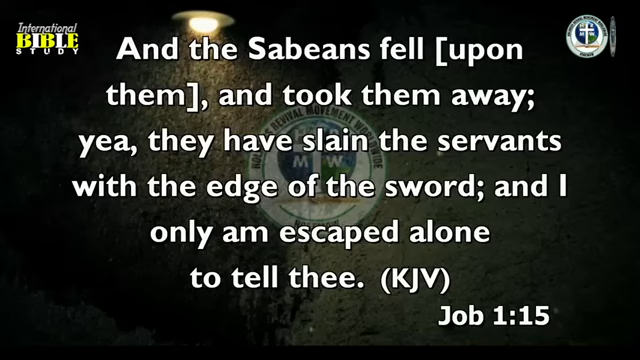 International
BIBLE
STUDY
And the Sabeans fell [upon
them], and took them away;
yea, they have slain the servants
with the edge of the sword; and I
only am escaped alone
to tell thee. (KJV)
Job 1:15